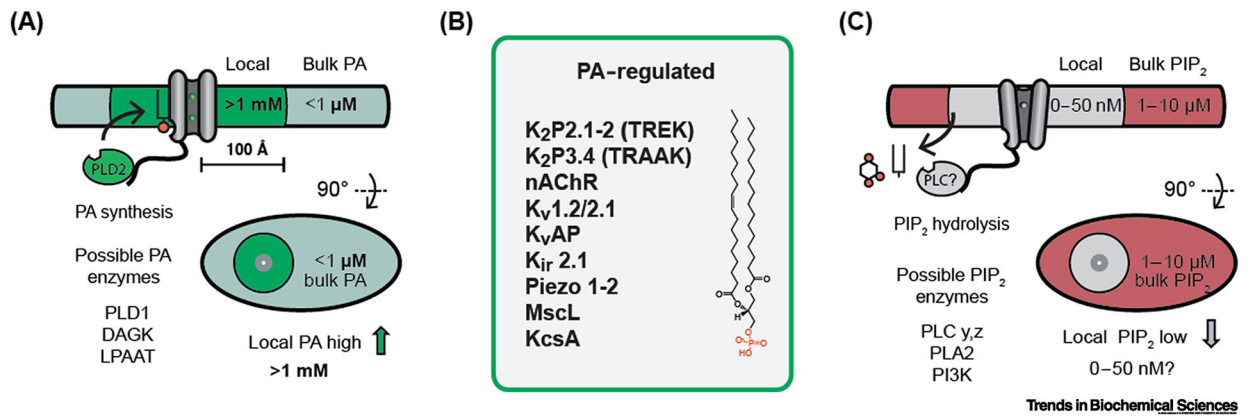 (A)
Local Bulk PA
>1 mM <1 μM
PLD2
100 Å
PA synthesis
90°
Possible PA
enzymes
PLD1
DAGK
LPAAT
<1 μM
bulk PA
Local PA high
>1 mM
(B)
PA-regulated
K2P2.1-2 (TREK)
K2P3.4 (TRAAK)
nAChR
Kv1.2/2.1
KvAP
Kir 2.1
Piezo 1-2
MscL
KcsA
O
O
O
O
H
O
O- P=O
HO
(C)
Local Bulk PIP2
0–50 nM 1–10 μM
PLC?
PIP2 hydrolysis
90°
Possible PIP2
enzymes
PLC y,z
PLA2
PI3K
1–10 μM
bulk PIP2
Local PIP2 low
0–50 nM?
Trends in Biochemical Sciences